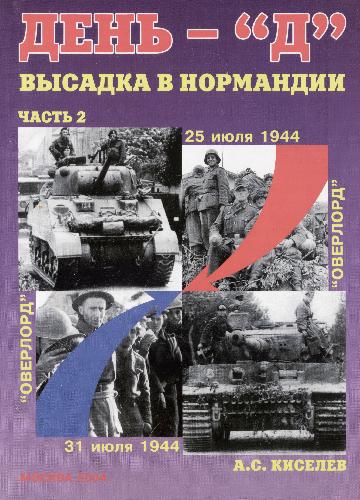 ДЕНЬ – “Д”
ВЫСАДКА В НОРМАНДИИ
ЧАСТЬ 2
25 июля 1944
“ОВЕРЛОРД”
“ОВЕРЛОРД”
31 июля 1944
А.С. КИСЕЛЕВ
МОСКВА 2004